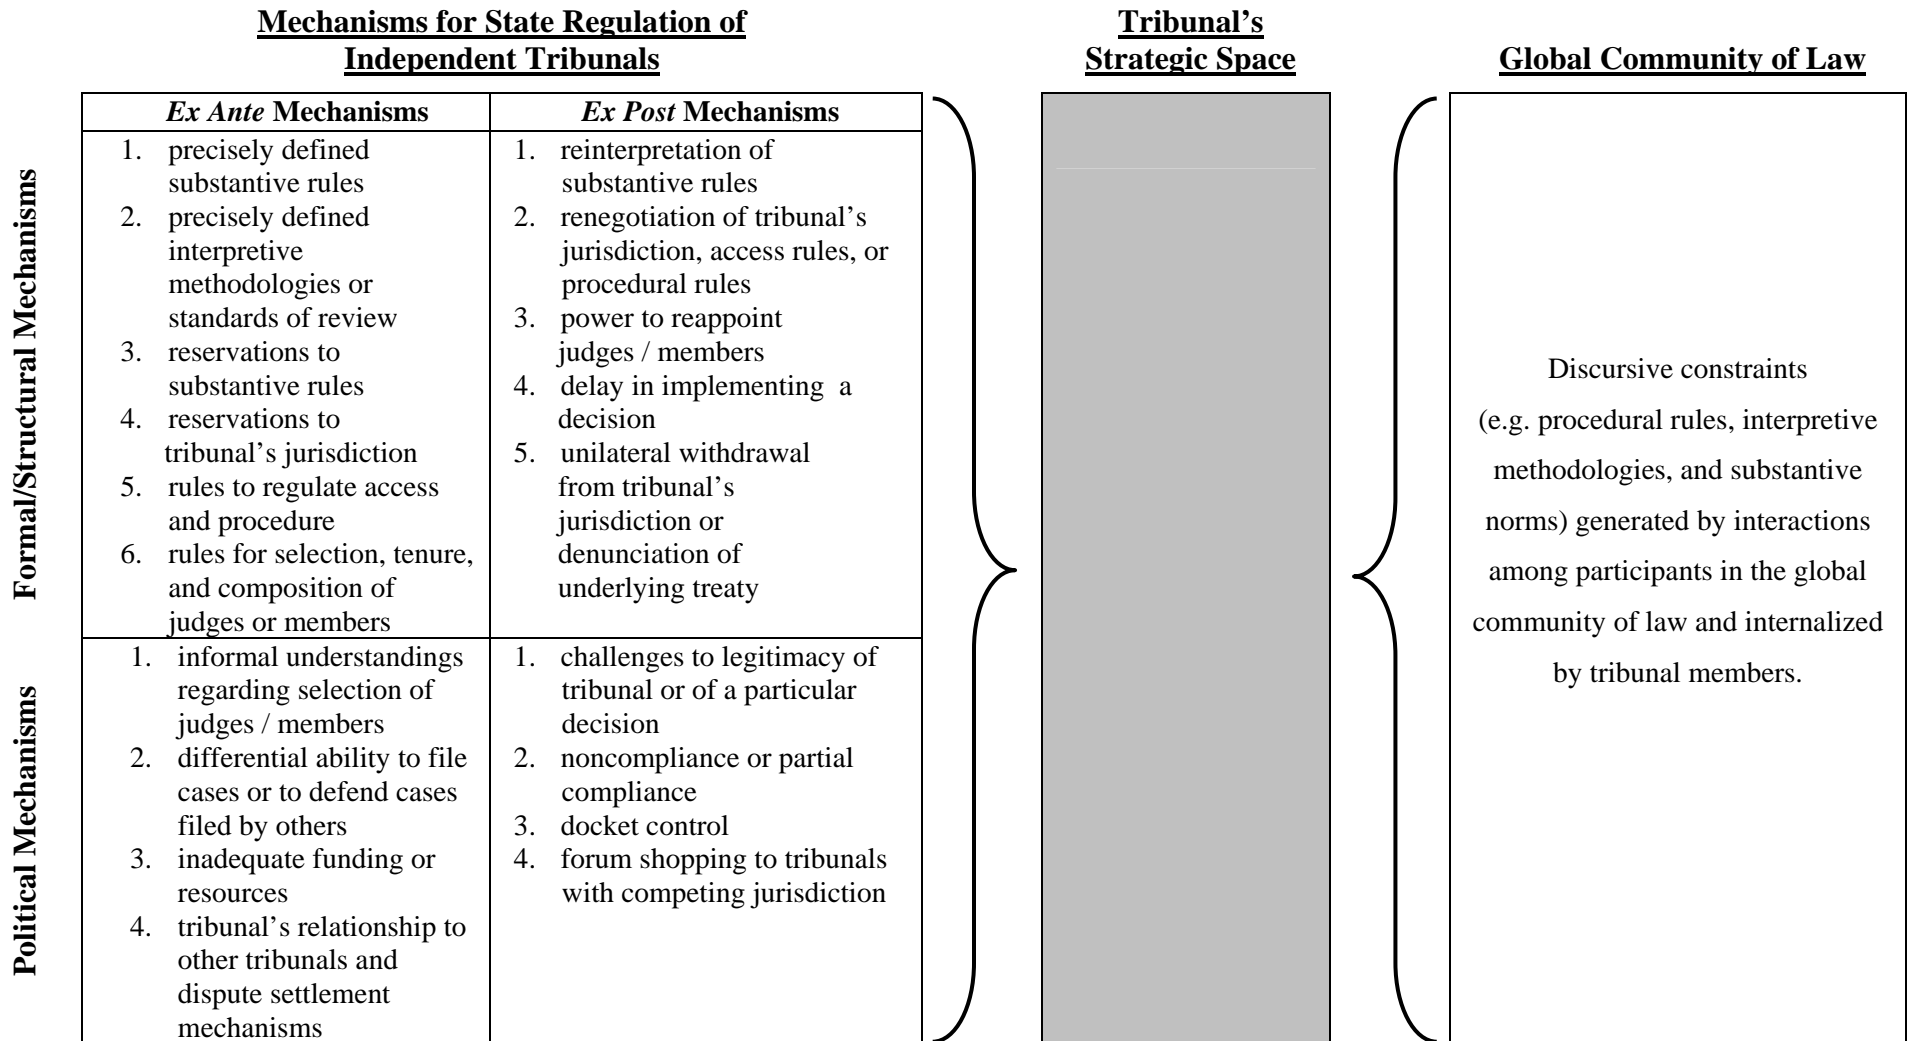 Mechanisms for State Regulation of
Independent Tribunals
Tribunal’s
Strategic Space
Global Community of Law
Formal/Structural Mechanisms
Ex Ante Mechanisms
1. precisely defined
substantive rules
2. precisely defined
interpretive
methodologies or
standards of review
3. reservations to
substantive rules
4. reservations to
tribunal’s jurisdiction
5. rules to regulate access
and procedure
6. rules for selection, tenure,
and composition of
judges or members
Ex Post Mechanisms
1. reinterpretation of
substantive rules
2. renegotiation of tribunal’s
jurisdiction, access rules, or
procedural rules
3. power to reappoint
judges / members
4. delay in implementing a
decision
5. unilateral withdrawal
from tribunal’s
jurisdiction or
denunciation of
underlying treaty
Political Mechanisms
1. informal understandings
regarding selection of
judges / members
2. differential ability to file
cases or to defend cases
filed by others
3. inadequate funding or
resources
4. tribunal’s relationship to
other tribunals and
dispute settlement
mechanisms
1. challenges to legitimacy of
tribunal or of a particular
decision
2. noncompliance or partial
compliance
3. docket control
4. forum shopping to tribunals
with competing jurisdiction
Discursive constraints
(e.g. procedural rules, interpretive
methodologies, and substantive
norms) generated by interactions
among participants in the global
community of law and internalized
by tribunal members.